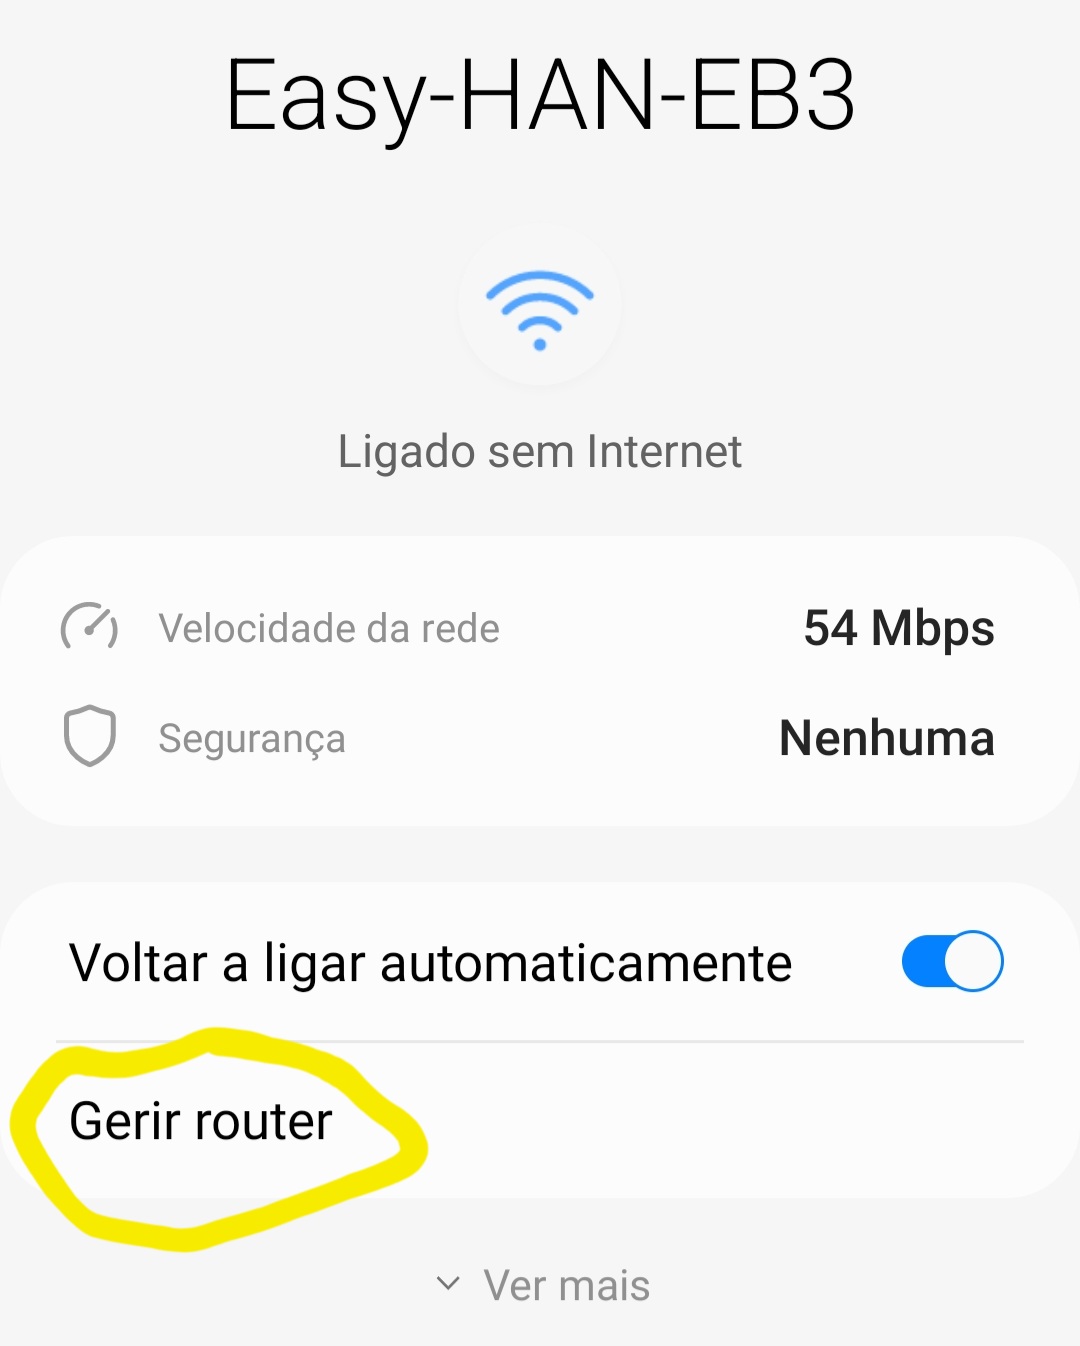 Easy-HAN-EB3
Ligado sem Internet
Velocidade da rede 54 Mbps
Segurança Nenhuma
Voltar a ligar automaticamente
Gerir router
Ver mais